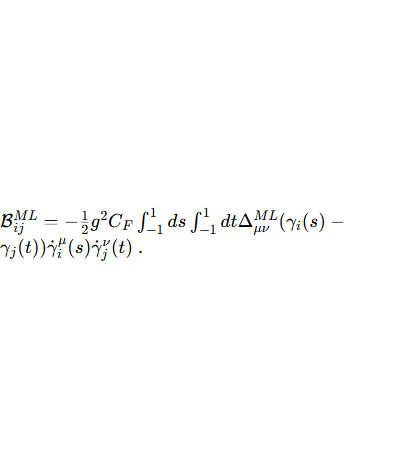 $\mathcal{B}_{ij}^{ML} = -\frac{1}{2} g^2 C_F \int_{-1}^{1} ds \int_{-1}^{1} dt \Delta_{\mu\nu}^{ML} (\gamma_i(s) -$
$\gamma_j(t)) \dot{\gamma}_i^{\mu}(s) \dot{\gamma}_j^{\nu}(t) \; .$